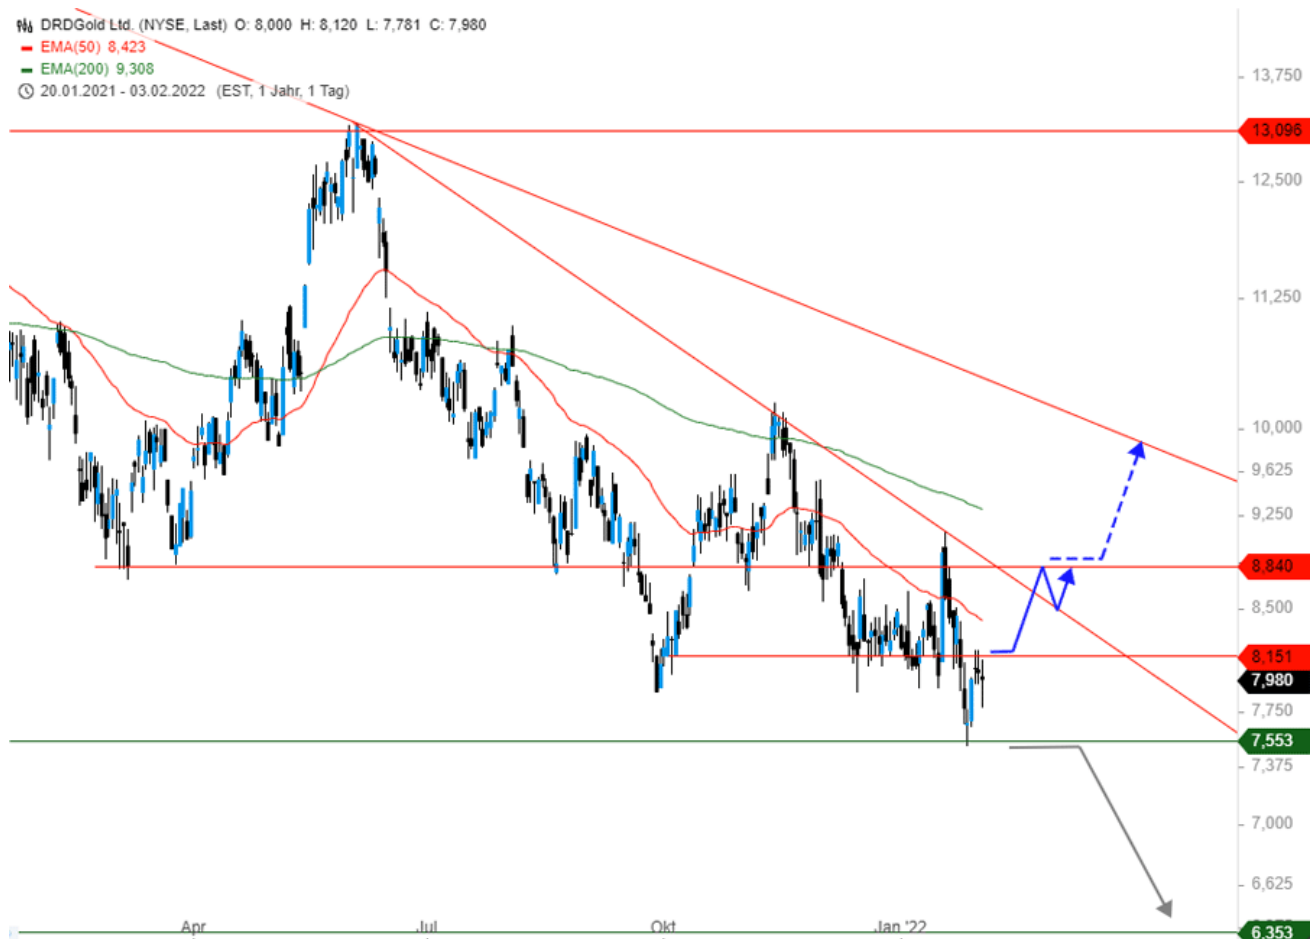 DRDGold Ltd. (NYSE, Last) O: 8,000 H: 8,120 L: 7,781 C: 7,980
EMA(50) 8,423
EMA(200) 9,308
20.01.2021 - 03.02.2022 (EST, 1 Jahr, 1 Tag)
13,750
13,096
12,500
11,250
10,000
9,625
9,250
8,840
8,500
8,151
7,980
7,750
7,553
7,375
7,000
6,625
6,353
Apr
Jul
Okt
Jan '22